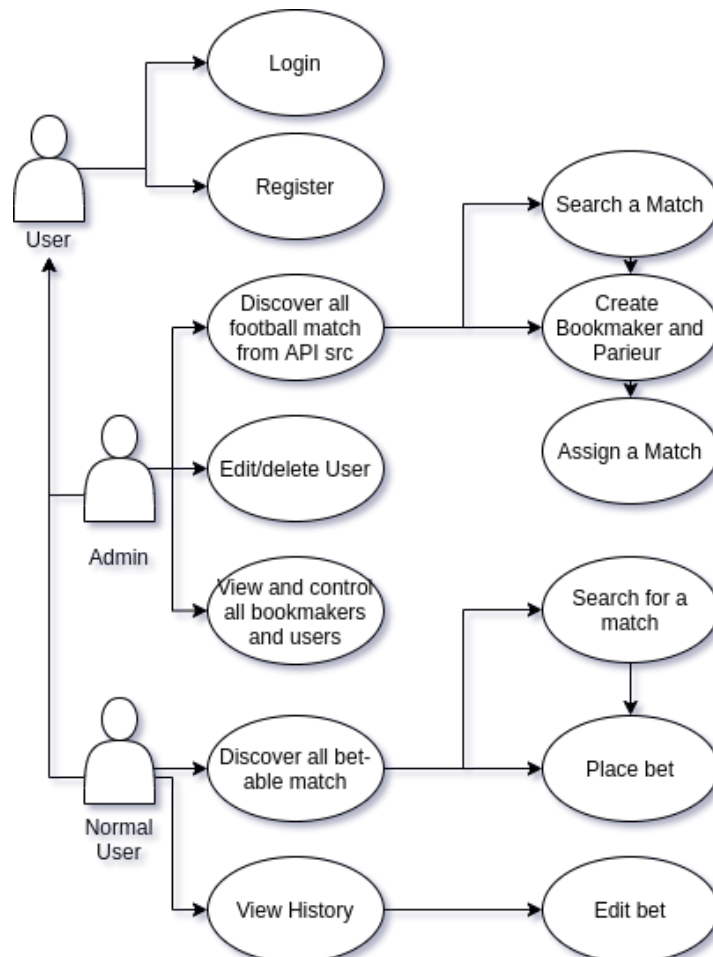 Login
Register
User
Search a Match
Discover all
football match
from API src
Create
Bookmaker and
Parieur
Assign a Match
Edit/delete User
Admin
View and control
all bookmakers
and users
Search for a
match
Discover all bet-
able match
Place bet
Normal
User
View History
Edit bet